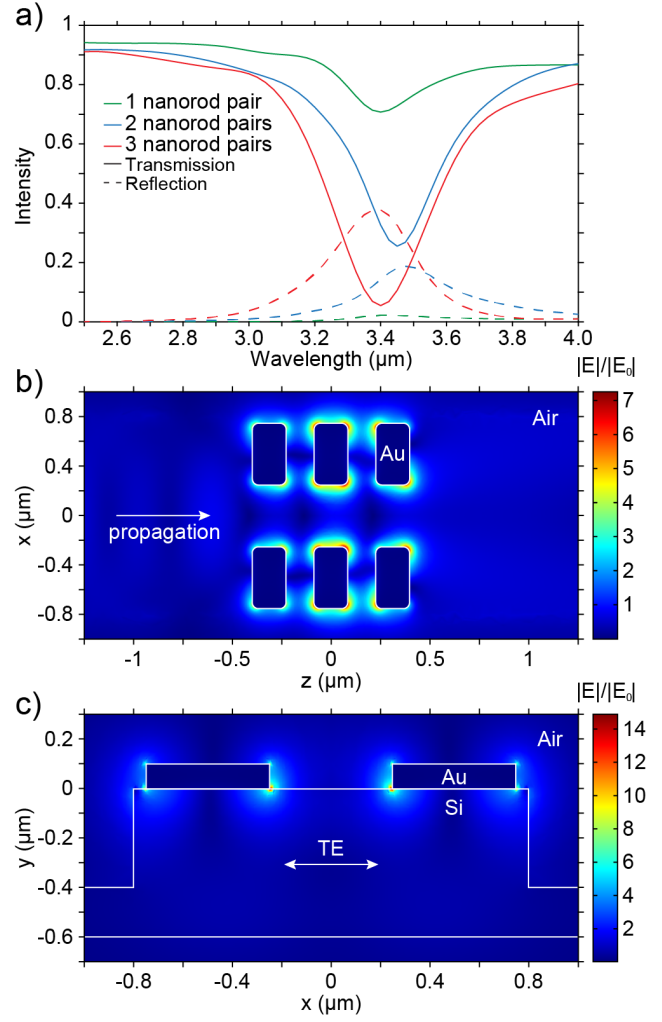 a)
1
0.8
0.6
0.4
0.2
0
Intensity
1 nanorod pair
2 nanorod pairs
3 nanorod pairs
Transmission
Reflection
2.6 2.8 3.0 3.2 3.4 3.6 3.8 4.0
Wavelength (µm)
b)
|E|/|E₀|
0.8
0.4
0
-0.4
-0.8
x (µm)
Air
Au
propagation
-1 -0.5 0 0.5 1
z (µm)
7
6
5
4
3
2
1
c)
|E|/|E₀|
0.2
0
-0.2
-0.4
-0.6
y (µm)
Air
Au
Si
TE
-0.8 -0.4 0 0.4 0.8
x (µm)
14
12
10
8
6
4
2